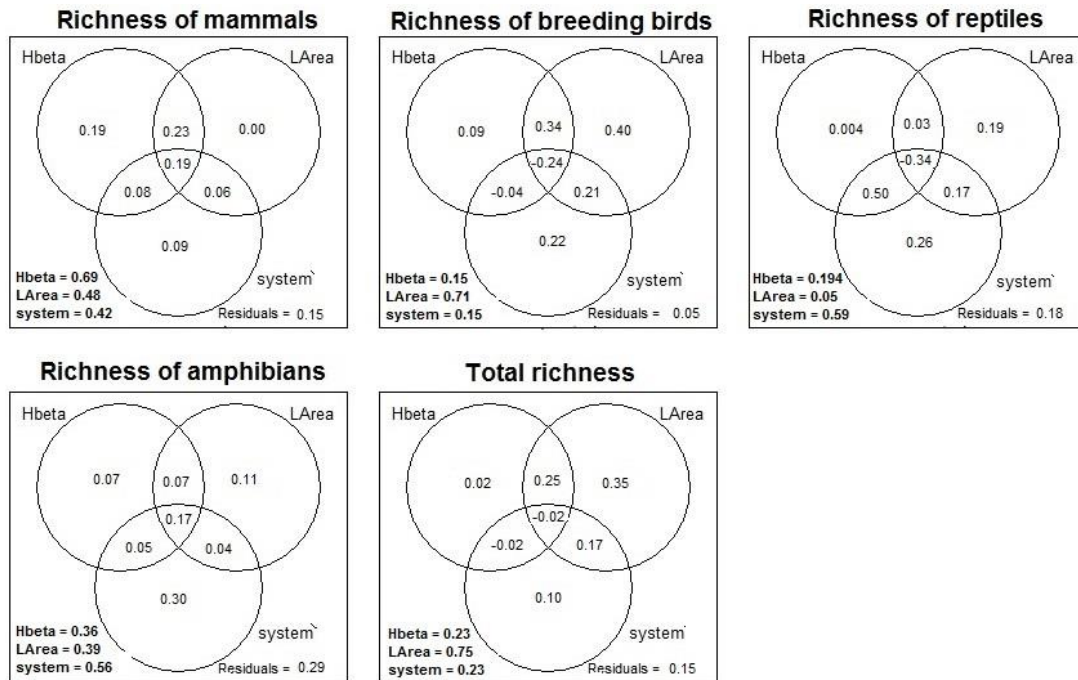 Richness of mammals
Hbeta
LArea
0.19
0.23
0.00
0.19
0.08
0.06
0.09
system`
Hbeta = 0.69
LArea = 0.48
system = 0.42
Residuals = 0.15
Richness of breeding birds
Hbeta
LArea
0.09
0.34
0.40
-0.24
-0.04
0.21
0.22
system`
Hbeta = 0.15
LArea = 0.71
system = 0.15
Residuals = 0.05
Richness of reptiles
Hbeta
LArea
0.004
0.03
0.19
-0.34
0.50
0.17
0.26
system`
Hbeta = 0.194
LArea = 0.05
system = 0.59
Residuals = 0.18
Richness of amphibians
Hbeta
LArea
0.07
0.07
0.11
0.17
0.05
0.04
0.30
system`
Hbeta = 0.36
LArea = 0.39
system = 0.56
Residuals = 0.29
Total richness
Hbeta
LArea
0.02
0.25
0.35
-0.02
-0.02
0.17
0.10
system`
Hbeta = 0.23
LArea = 0.75
system = 0.23
Residuals = 0.15